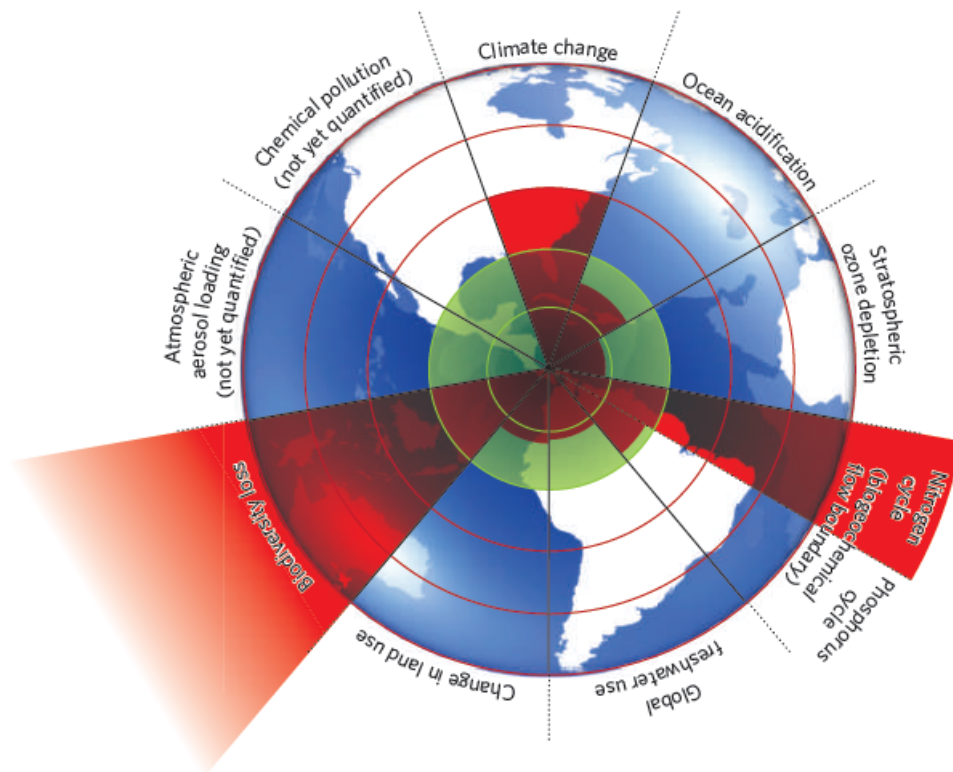 Climate change
Ocean acidification
Stratospheric
ozone depletion
Nitrogen
cycle
(biogeochemical
flow boundary)
Phosphorus
cycle
Global
freshwater use
Change in land use
Biodiversity loss
Atmospheric
aerosol loading
(not yet quantified)
Chemical pollution
(not yet quantified)